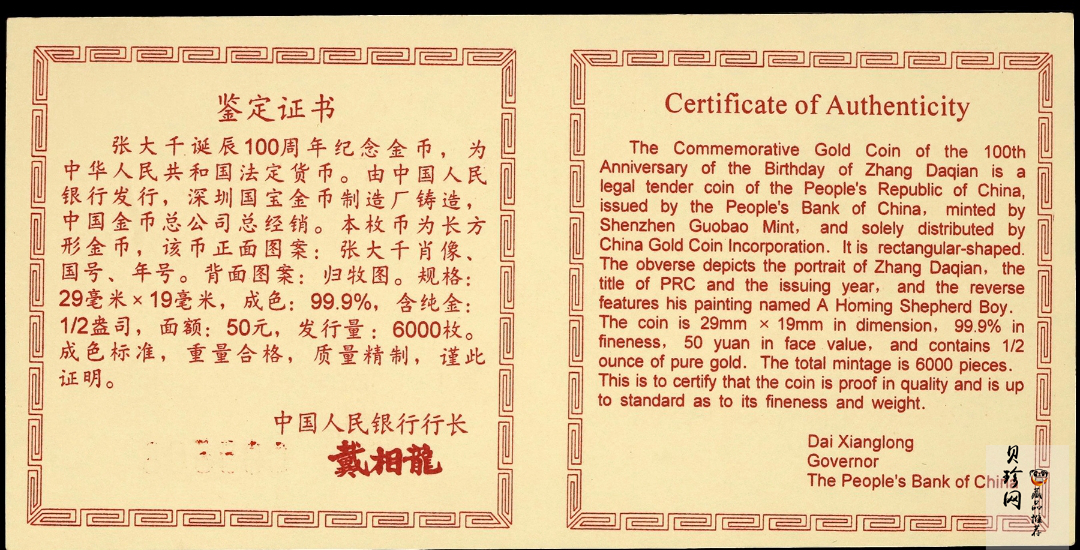 鉴定证书
张大千诞辰100周年纪念金币，为
中华人民共和国法定货币。由中国人民
银行发行，深圳国宝金币制造厂铸造，
中国金币总公司总经销。本枚币为长方
形金币，该币正面图案：张大千肖像、
国号、年号。背面图案：归牧图。规格：
29毫米×19毫米，成色：99.9%，含纯金：
1/2盎司，面额：50元，发行量：6000枚。
成色标准，重量合格，质量精制，谨此
证明。
中国人民银行行长
戴相龍
Certificate of Authenticity
The Commemorative Gold Coin of the 100th
Anniversary of the Birthday of Zhang Daqian is a
legal tender coin of the People's Republic of China,
issued by the People's Bank of China, minted by
Shenzhen Guobao Mint, and solely distributed by
China Gold Coin Incorporation. It is rectangular-shaped.
The obverse depicts the portrait of Zhang Daqian, the
title of PRC and the issuing year, and the reverse
features his painting named A Homing Shepherd Boy.
The coin is 29mm × 19mm in dimension, 99.9% in
fineness, 50 yuan in face value, and contains 1/2
ounce of pure gold. The total mintage is 6000 pieces.
This is to certify that the coin is proof in quality and is up
to standard as to its fineness and weight.
Dai Xianglong
Governor
The People's Bank of China
贝珍网
藏品推荐